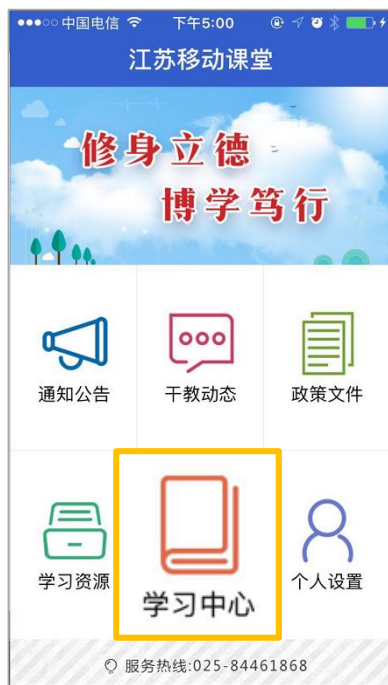 中国电信 下午5:00
江苏移动课堂
修身立德
博学笃行
通知公告 干教动态 政策文件
学习资源 学习中心 个人设置
服务热线:025-84461868